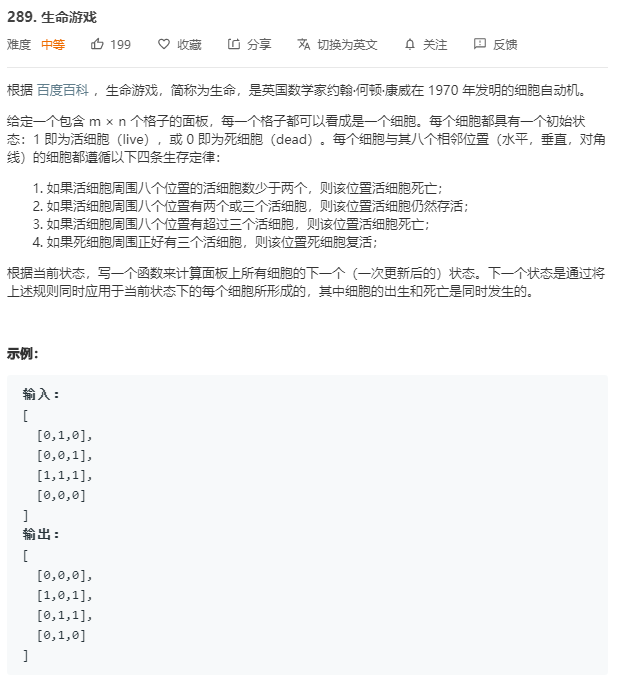 289. 生命游戏
难度 中等 199 收藏 分享 切换为英文 关注 反馈
根据 百度百科 ，生命游戏，简称为生命，是英国数学家约翰·何顿·康威在 1970 年发明的细胞自动机。
给定一个包含 m × n 个格子的面板，每一个格子都可以看成是一个细胞。每个细胞都具有一个初始状
态：1 即为活细胞（live），或 0 即为死细胞（dead）。每个细胞与其八个相邻位置（水平，垂直，对角
线）的细胞都遵循以下四条生存定律：
1. 如果活细胞周围八个位置的活细胞数少于两个，则该位置活细胞死亡；
2. 如果活细胞周围八个位置有两个或三个活细胞，则该位置活细胞仍然存活；
3. 如果活细胞周围八个位置有超过三个活细胞，则该位置活细胞死亡；
4. 如果死细胞周围正好有三个活细胞，则该位置死细胞复活；
根据当前状态，写一个函数来计算面板上所有细胞的下一个（一次更新后的）状态。下一个状态是通过将
上述规则同时应用于当前状态下的每个细胞所形成的，其中细胞的出生和死亡是同时发生的。
示例：
输入：
[
[0,1,0],
[0,0,1],
[1,1,1],
[0,0,0]
]
输出：
[
[0,0,0],
[1,0,1],
[0,1,1],
[0,1,0]
]